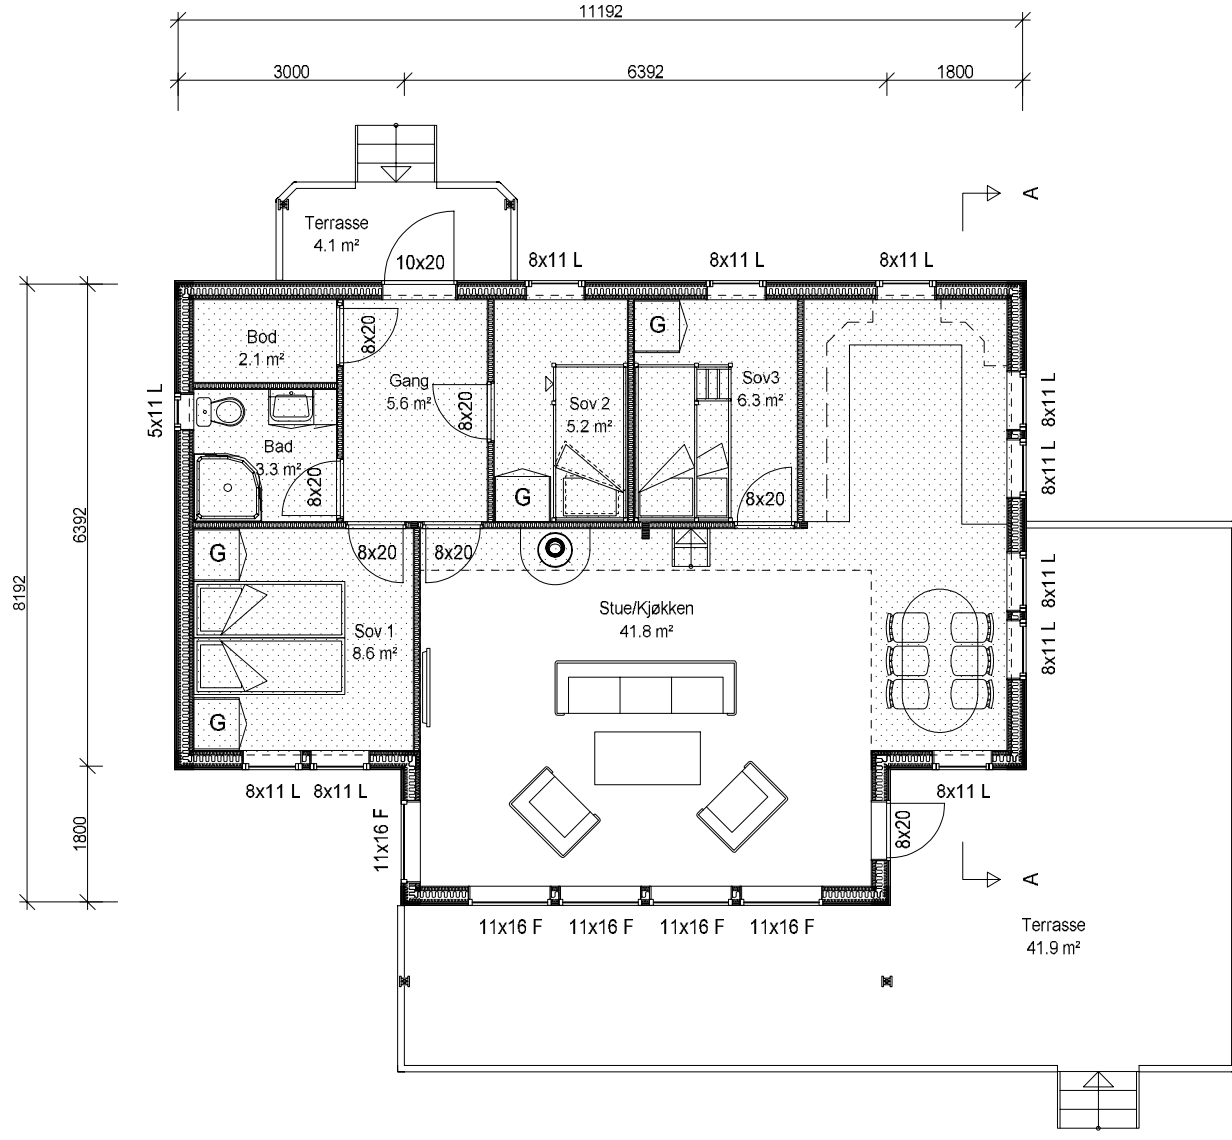 11192
3000
6392
1800
A
Terrasse
4.1 m²
10x20
8x11 L
8x11 L
8x11 L
Bod
2.1 m²
8x20
G
Gang
5.6 m²
8x20
Sov 2
5.2 m²
Sov3
6.3 m²
5x11 L
8x11 L
8x11 L
Bad
3.3 m²
8x20
G
8x20
6392
8192
G
8x20
8x20
Stue/Kjøkken
41.8 m²
8x11 L
8x11 L
Sov 1
8.6 m²
G
8x11 L
8x11 L
8x11 L
1800
11x16 F
8x20
A
11x16 F
11x16 F
11x16 F
11x16 F
Terrasse
41.9 m²